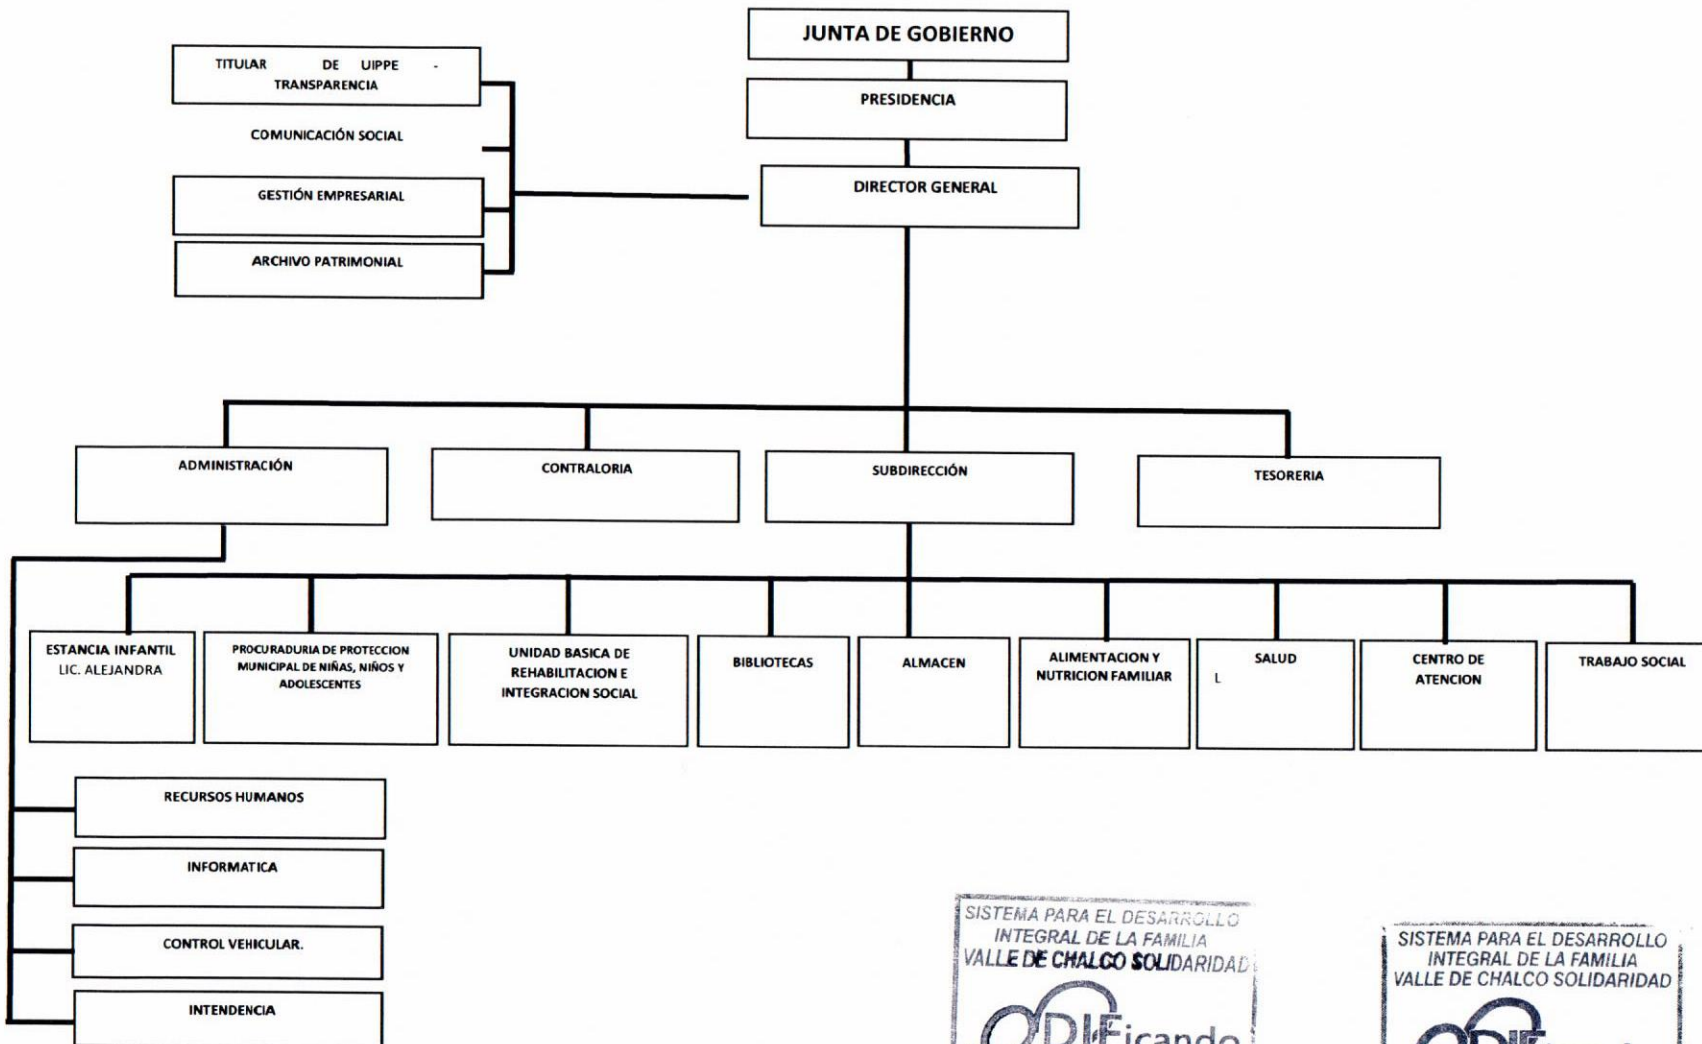 JUNTA DE GOBIERNO
PRESIDENCIA
DIRECTOR GENERAL
TITULAR DE UIPPE -
TRANSPARENCIA
COMUNICACIÓN SOCIAL
GESTIÓN EMPRESARIAL
ARCHIVO PATRIMONIAL
ADMINISTRACIÓN
CONTRALORIA
SUBDIRECCIÓN
TESORERIA
ESTANCIA INFANTIL
LIC. ALEJANDRA
PROCURADURIA DE PROTECCION
MUNICIPAL DE NIÑAS, NIÑOS Y
ADOLESCENTES
UNIDAD BASICA DE
REHABILITACION E
INTEGRACION SOCIAL
BIBLIOTECAS
ALMACEN
ALIMENTACION Y
NUTRICION FAMILIAR
SALUD
L
CENTRO DE
ATENCION
TRABAJO SOCIAL
RECURSOS HUMANOS
INFORMATICA
CONTROL VEHICULAR.
INTENDENCIA
SISTEMA PARA EL DESARROLLO
INTEGRAL DE LA FAMILIA
VALLE DE CHALCO SOLIDARIDAD
DIFicando
SISTEMA PARA EL DESARROLLO
INTEGRAL DE LA FAMILIA
VALLE DE CHALCO SOLIDARIDAD